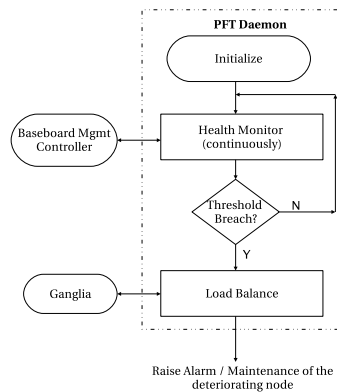 PFT Daemon
Initialize
Baseboard Mgmt
Controller
Health Monitor
(continuously)
Threshold
Breach?
N
Y
Ganglia
Load Balance
Raise Alarm / Maintenance of the
deteriorating node